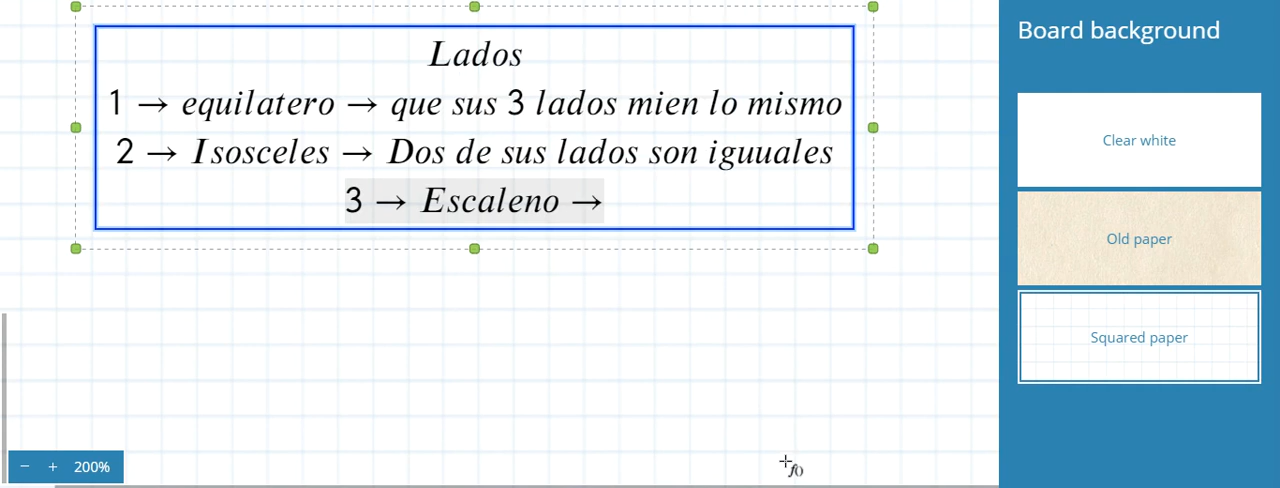 Lados
1 → equilatero → que sus 3 lados mien lo mismo
2 → Isosceles → Dos de sus lados son iguuales
3 → Escaleno →
Board background
Clear white
Old paper
Squared paper
− + 200%
f()